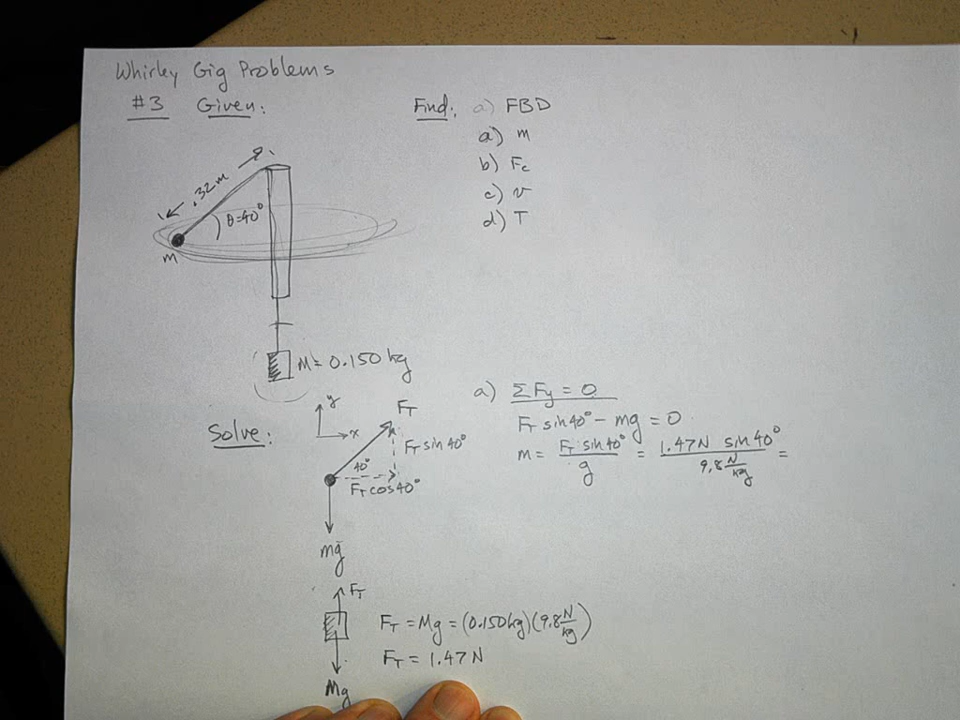 Whirley Gig Problems
#3 Given:
Find: a) FBD
a) m
b) Fc
c) v
d) T
.32m
θ=40°
m
M = 0.150 kg
Solve:
y
x
FT
FT sin 40°
40°
FT cos 40°
mg
a) ΣFy = 0
FT sin 40° - mg = 0
m = FT sin 40° / g = 1.47N sin 40° / 9.8 N/kg =
FT
FT = Mg = (0.150 kg)(9.8 N/kg)
FT = 1.47 N
Mg